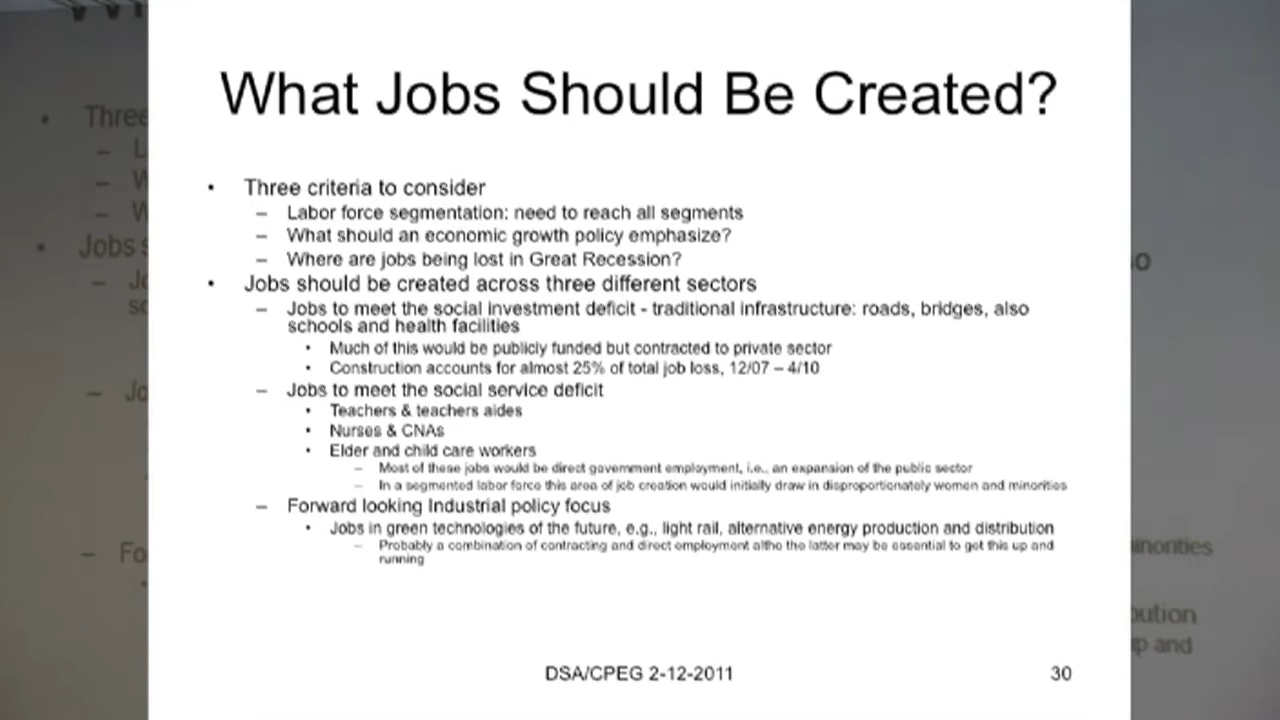 What Jobs Should Be Created?
• Three criteria to consider
– Labor force segmentation: need to reach all segments
– What should an economic growth policy emphasize?
– Where are jobs being lost in Great Recession?
• Jobs should be created across three different sectors
– Jobs to meet the social investment deficit - traditional infrastructure: roads, bridges, also
schools and health facilities
• Much of this would be publicly funded but contracted to private sector
• Construction accounts for almost 25% of total job loss, 12/07 – 4/10
– Jobs to meet the social service deficit
• Teachers & teachers aides
• Nurses & CNAs
• Elder and child care workers
– Most of these jobs would be direct government employment, i.e., an expansion of the public sector
– In a segmented labor force this area of job creation would initially draw in disproportionately women and minorities
– Forward looking Industrial policy focus
• Jobs in green technologies of the future, e.g., light rail, alternative energy production and distribution
– Probably a combination of contracting and direct employment altho the latter may be essential to get this up and
running
DSA/CPEG 2-12-2011
30